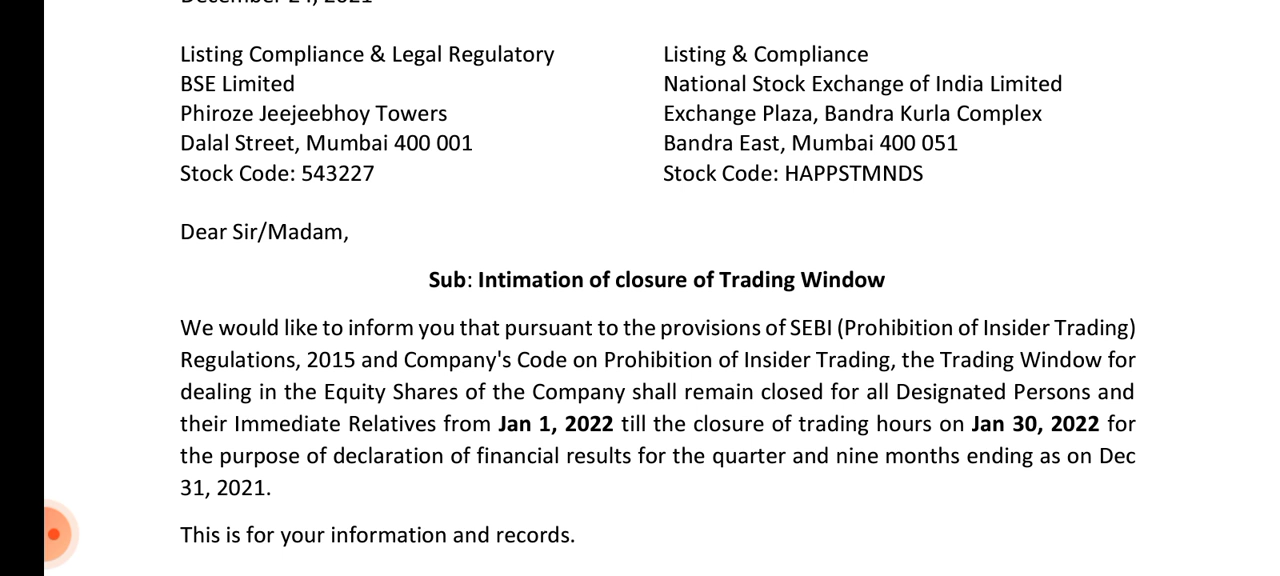 December 24, 2021
Listing Compliance & Legal Regulatory
BSE Limited
Phiroze Jeejeebhoy Towers
Dalal Street, Mumbai 400 001
Stock Code: 543227
Listing & Compliance
National Stock Exchange of India Limited
Exchange Plaza, Bandra Kurla Complex
Bandra East, Mumbai 400 051
Stock Code: HAPPSTMNDS
Dear Sir/Madam,
Sub: Intimation of closure of Trading Window
We would like to inform you that pursuant to the provisions of SEBI (Prohibition of Insider Trading)
Regulations, 2015 and Company's Code on Prohibition of Insider Trading, the Trading Window for
dealing in the Equity Shares of the Company shall remain closed for all Designated Persons and
their Immediate Relatives from Jan 1, 2022 till the closure of trading hours on Jan 30, 2022 for
the purpose of declaration of financial results for the quarter and nine months ending as on Dec
31, 2021.
This is for your information and records.